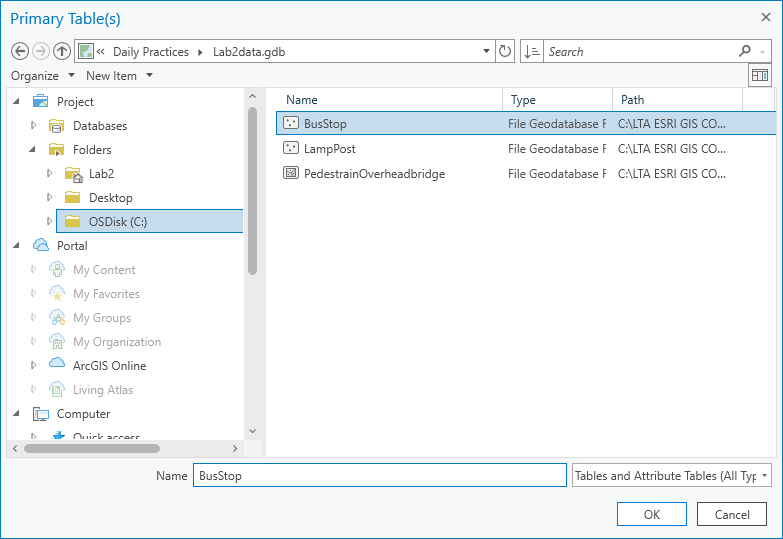 Primary Table(s)
« Daily Practices Lab2data.gdb
Search
Organize New Item
Project
Databases
Folders
Lab2
Desktop
OSDisk (C:)
Portal
My Content
My Favorites
My Groups
My Organization
ArcGIS Online
Living Atlas
Computer
Quick access
Name Type Path
BusStop File Geodatabase F C:\LTA ESRI GIS CO...
LampPost File Geodatabase F C:\LTA ESRI GIS CO...
PedestrainOverheadbridge File Geodatabase F C:\LTA ESRI GIS CO...
Name BusStop Tables and Attribute Tables (All Typ
OK Cancel